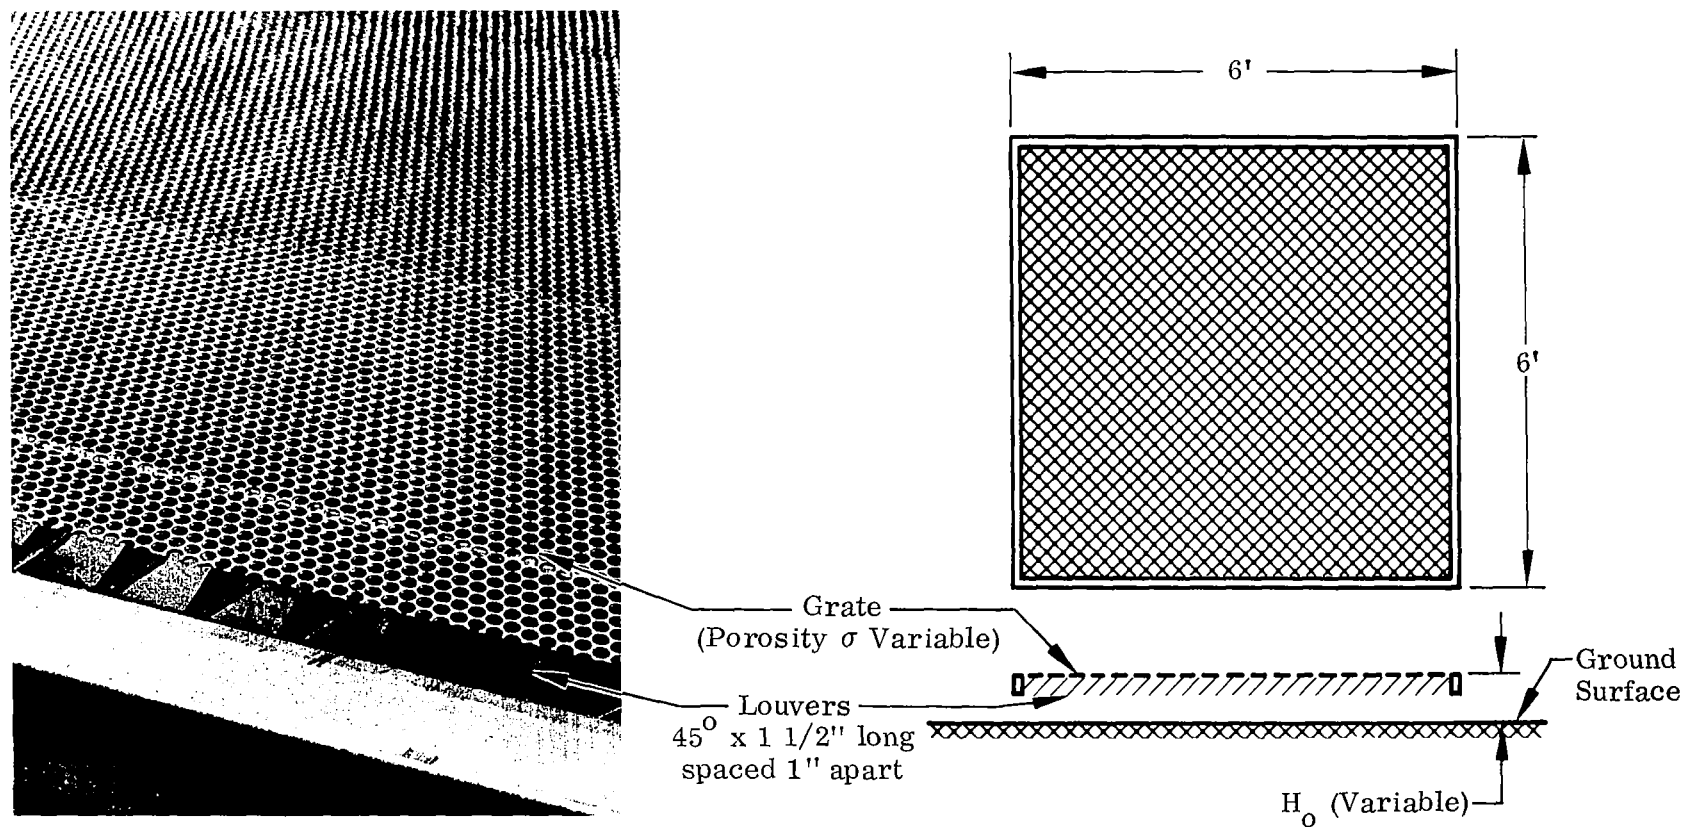 6'
6'
Grate
(Porosity σ Variable)
Ground
Surface
Louvers
45° x 1 1/2" long
spaced 1" apart
H₀ (Variable)